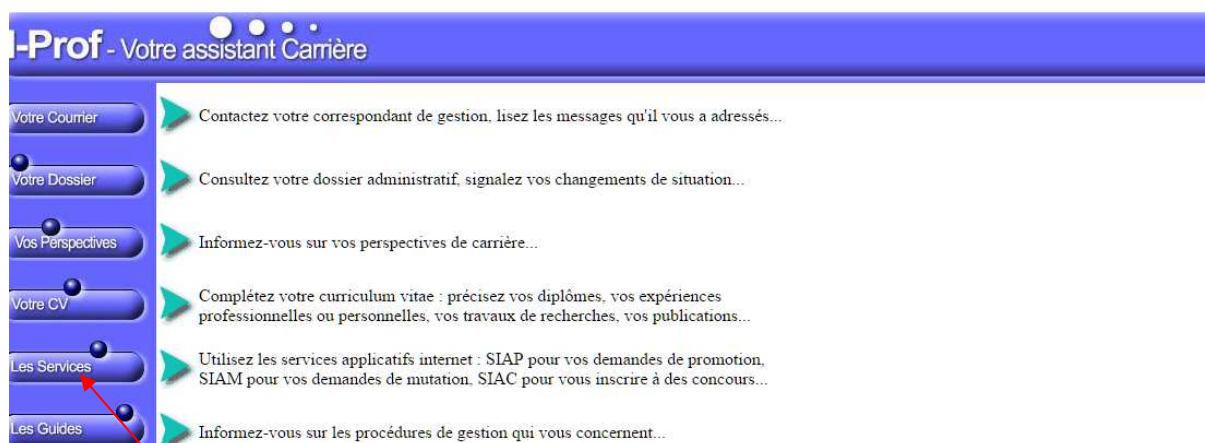 I-Prof - Votre assistant Carrière
Votre Courrier
Contactez votre correspondant de gestion, lisez les messages qu'il vous a adressés...
Votre Dossier
Consultez votre dossier administratif, signalez vos changements de situation...
Vos Perspectives
Informez-vous sur vos perspectives de carrière...
Votre CV
Complétez votre curriculum vitae : précisez vos diplômes, vos expériences
professionnelles ou personnelles, vos travaux de recherches, vos publications...
Les Services
Utilisez les services applicatifs internet : SIAP pour vos demandes de promotion,
SIAM pour vos demandes de mutation, SIAC pour vous inscrire à des concours...
Les Guides
Informez-vous sur les procédures de gestion qui vous concernent...